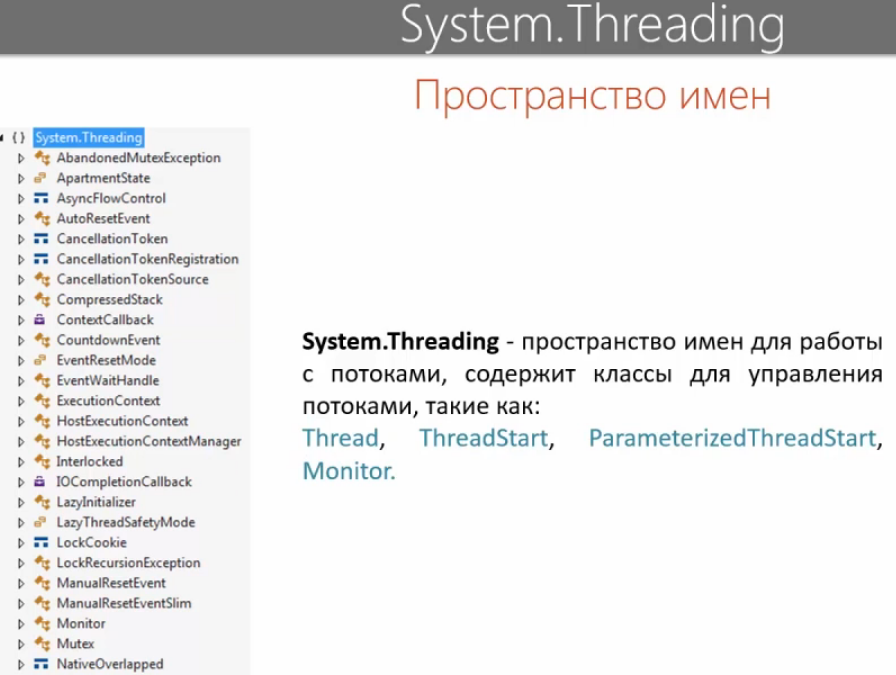 System.Threading
Пространство имен
{ } System.Threading
AbandonedMutexException
ApartmentState
AsyncFlowControl
AutoResetEvent
CancellationToken
CancellationTokenRegistration
CancellationTokenSource
CompressedStack
ContextCallback
CountdownEvent
EventResetMode
EventWaitHandle
ExecutionContext
HostExecutionContext
HostExecutionContextManager
Interlocked
IOCompletionCallback
LazyInitializer
LazyThreadSafetyMode
LockCookie
LockRecursionException
ManualResetEvent
ManualResetEventSlim
Monitor
Mutex
NativeOverlapped
System.Threading - пространство имен для работы
с потоками, содержит классы для управления
потоками, такие как:
Thread, ThreadStart, ParameterizedThreadStart,
Monitor.